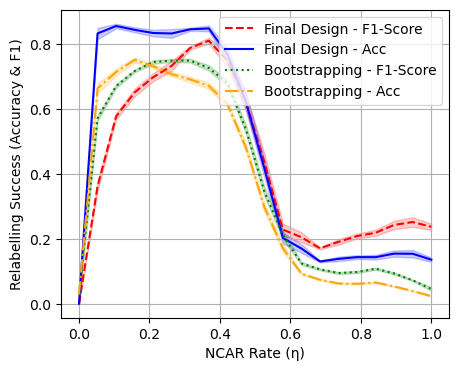 Final Design - F1-Score
Final Design - Acc
Bootstrapping - F1-Score
Bootstrapping - Acc
Relabelling Success (Accuracy & F1)
0.8
0.6
0.4
0.2
0.0
0.0 0.2 0.4 0.6 0.8 1.0
NCAR Rate (η)